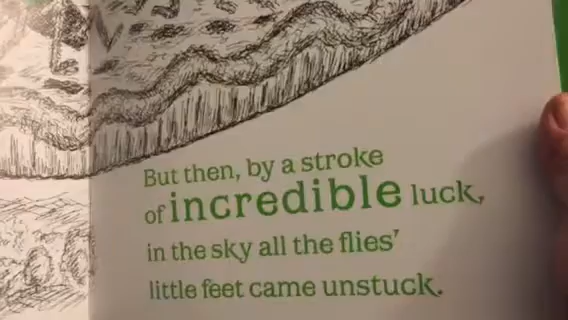 But then, by a stroke
of incredible luck,
in the sky all the flies'
little feet came unstuck.